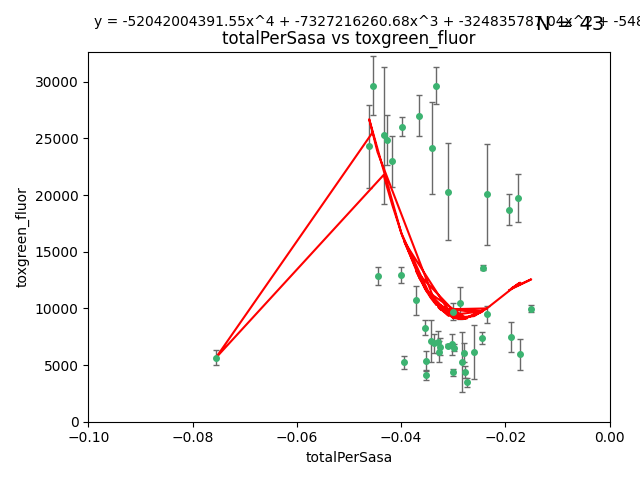 y = -52042004391.55x^4 + -7327216260.68x^3 + -324835787.04x^2 + -548
N = 43
totalPerSasa vs toxgreen_fluor
30000
25000
20000
15000
10000
5000
0
toxgreen_fluor
−0.10 −0.08 −0.06 −0.04 −0.02 0.00
totalPerSasa